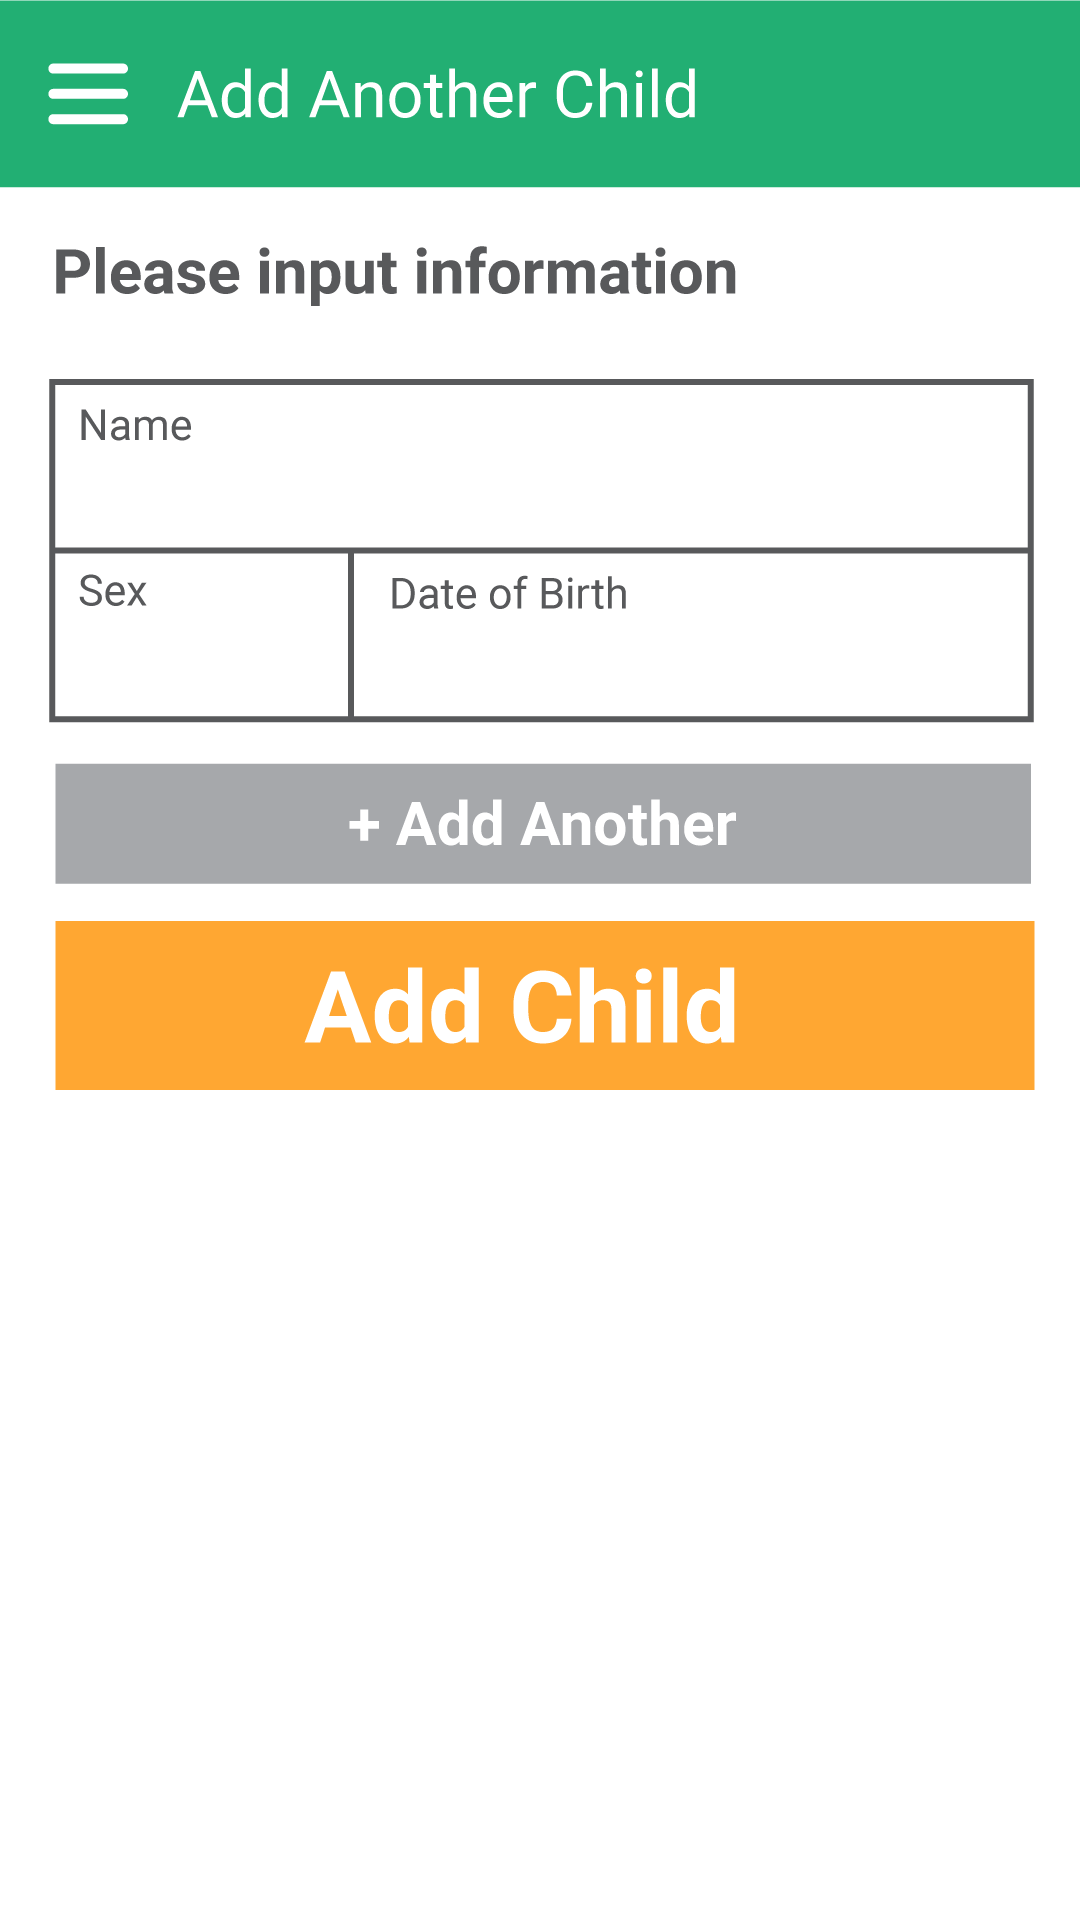 Add Another Child
Please input information
Name
Sex
Date of Birth
+ Add Another
Add Child